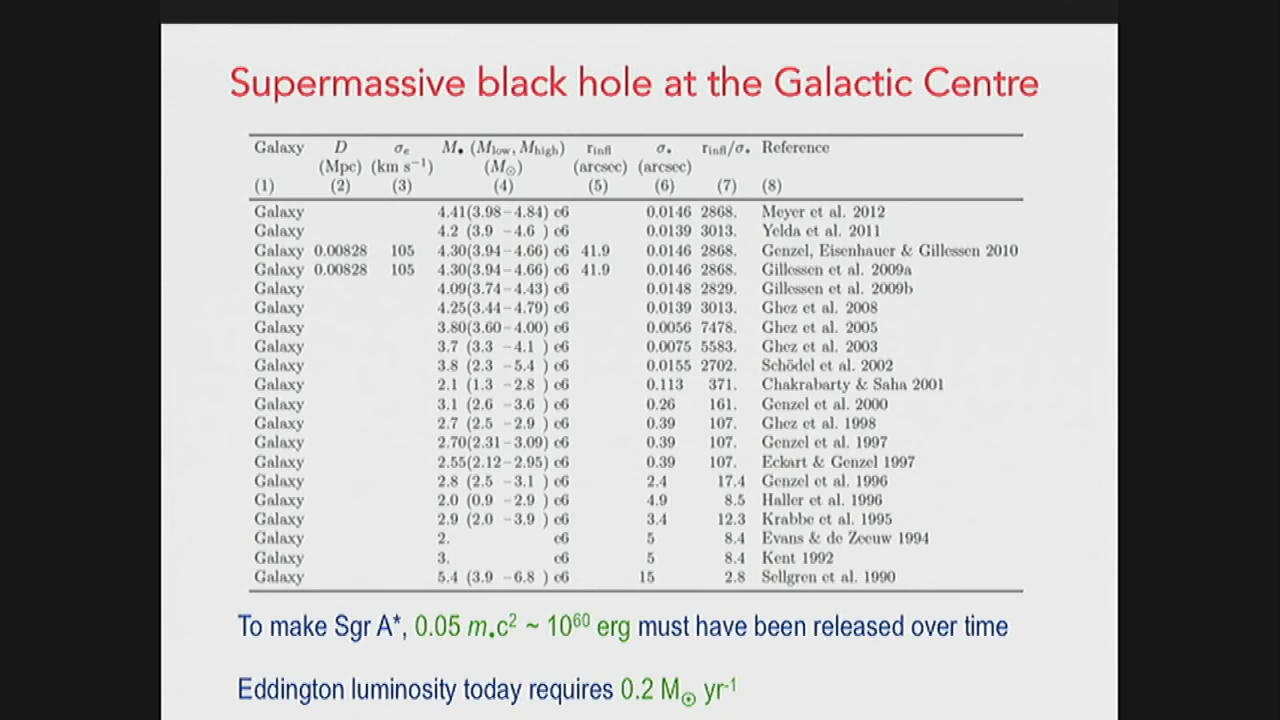 Supermassive black hole at the Galactic Centre
Galaxy D σe M• (Mlow, Mhigh) rinfl σ* rinfl/σ* Reference
(Mpc) (km s−1) (M⊙) (arcsec) (arcsec)
(1) (2) (3) (4) (5) (6) (7) (8)
Galaxy 4.41(3.98−4.84) e6 0.0146 2868. Meyer et al. 2012
Galaxy 4.2 (3.9 −4.6 ) e6 0.0139 3013. Yelda et al. 2011
Galaxy 0.00828 105 4.30(3.94−4.66) e6 41.9 0.0146 2868. Genzel, Eisenhauer & Gillessen 2010
Galaxy 0.00828 105 4.30(3.94−4.66) e6 41.9 0.0146 2868. Gillessen et al. 2009a
Galaxy 4.09(3.74−4.43) e6 0.0148 2829. Gillessen et al. 2009b
Galaxy 4.25(3.44−4.79) e6 0.0139 3013. Ghez et al. 2008
Galaxy 3.80(3.60−4.00) e6 0.0056 7478. Ghez et al. 2005
Galaxy 3.7 (3.3 −4.1 ) e6 0.0075 5583. Ghez et al. 2003
Galaxy 3.8 (2.3 −5.4 ) e6 0.0155 2702. Schödel et al. 2002
Galaxy 2.1 (1.3 −2.8 ) e6 0.113 371. Chakrabarty & Saha 2001
Galaxy 3.1 (2.6 −3.6 ) e6 0.26 161. Genzel et al. 2000
Galaxy 2.7 (2.5 −2.9 ) e6 0.39 107. Ghez et al. 1998
Galaxy 2.70(2.31−3.09) e6 0.39 107. Genzel et al. 1997
Galaxy 2.55(2.12−2.95) e6 0.39 107. Eckart & Genzel 1997
Galaxy 2.8 (2.5 −3.1 ) e6 2.4 17.4 Genzel et al. 1996
Galaxy 2.0 (0.9 −2.9 ) e6 4.9 8.5 Haller et al. 1996
Galaxy 2.9 (2.0 −3.9 ) e6 3.4 12.3 Krabbe et al. 1995
Galaxy 2. e6 5 8.4 Evans & de Zeeuw 1994
Galaxy 3. e6 5 8.4 Kent 1992
Galaxy 5.4 (3.9 −6.8 ) e6 15 2.8 Sellgren et al. 1990
To make Sgr A*, 0.05 m•c² ~ 10⁶⁰ erg must have been released over time
Eddington luminosity today requires 0.2 M⊙ yr⁻¹